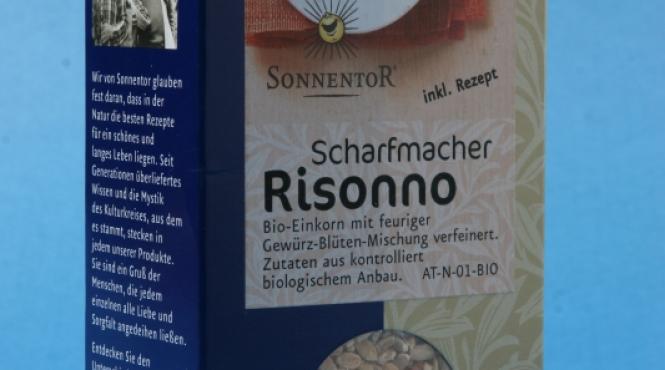 Wir von Sonnentor glauben
fest daran, dass in der
Natur die besten Rezepte
für ein schönes und
langes Leben liegen. Seit
Generationen überliefertes
Wissen und die Mystik
des Kulturkreises, aus dem
es stammt, stecken in
jedem unserer Produkte.
Sie sind ein Gruß der
Menschen, die jedem
einzelnen alle Liebe und
Sorgfalt angedeihen ließen.
Entdecken Sie den
SONNENTOR®
inkl. Rezept
Scharfmacher
Risonno
Bio-Einkorn mit feuriger
Gewürz-Blüten-Mischung verfeinert.
Zutaten aus kontrolliert
biologischem Anbau. AT-N-01-BIO